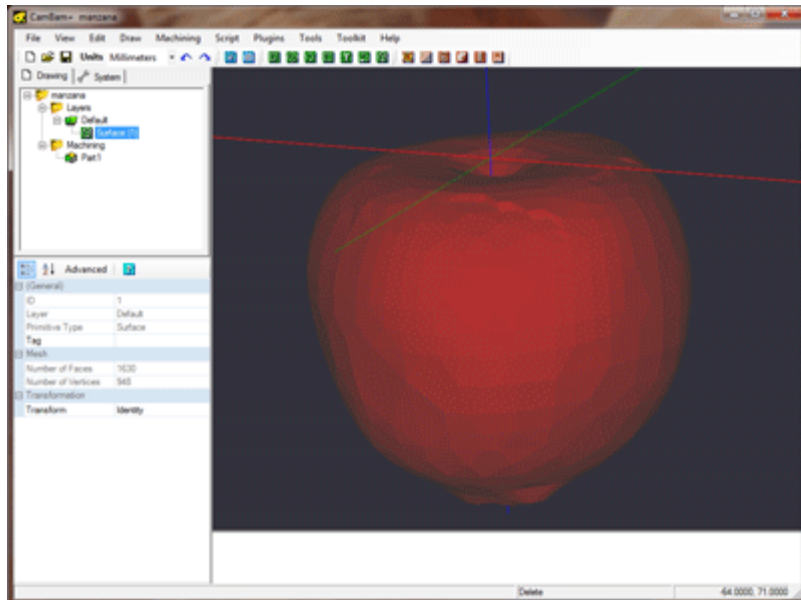 CamBam+ manzana
File View Edit Draw Machining Script Plugins Tools Toolkit Help
Units Millimeters
Drawing System
manzana
Layers
Default
Surface (1)
Machining
Part1
Advanced
(General)
ID 1
Layer Default
Primitive Type Surface
Tag
Mesh
Number of Faces 1630
Number of Vertices 948
Transformation
Transform Identity
Delete -64.0000, 71.0000